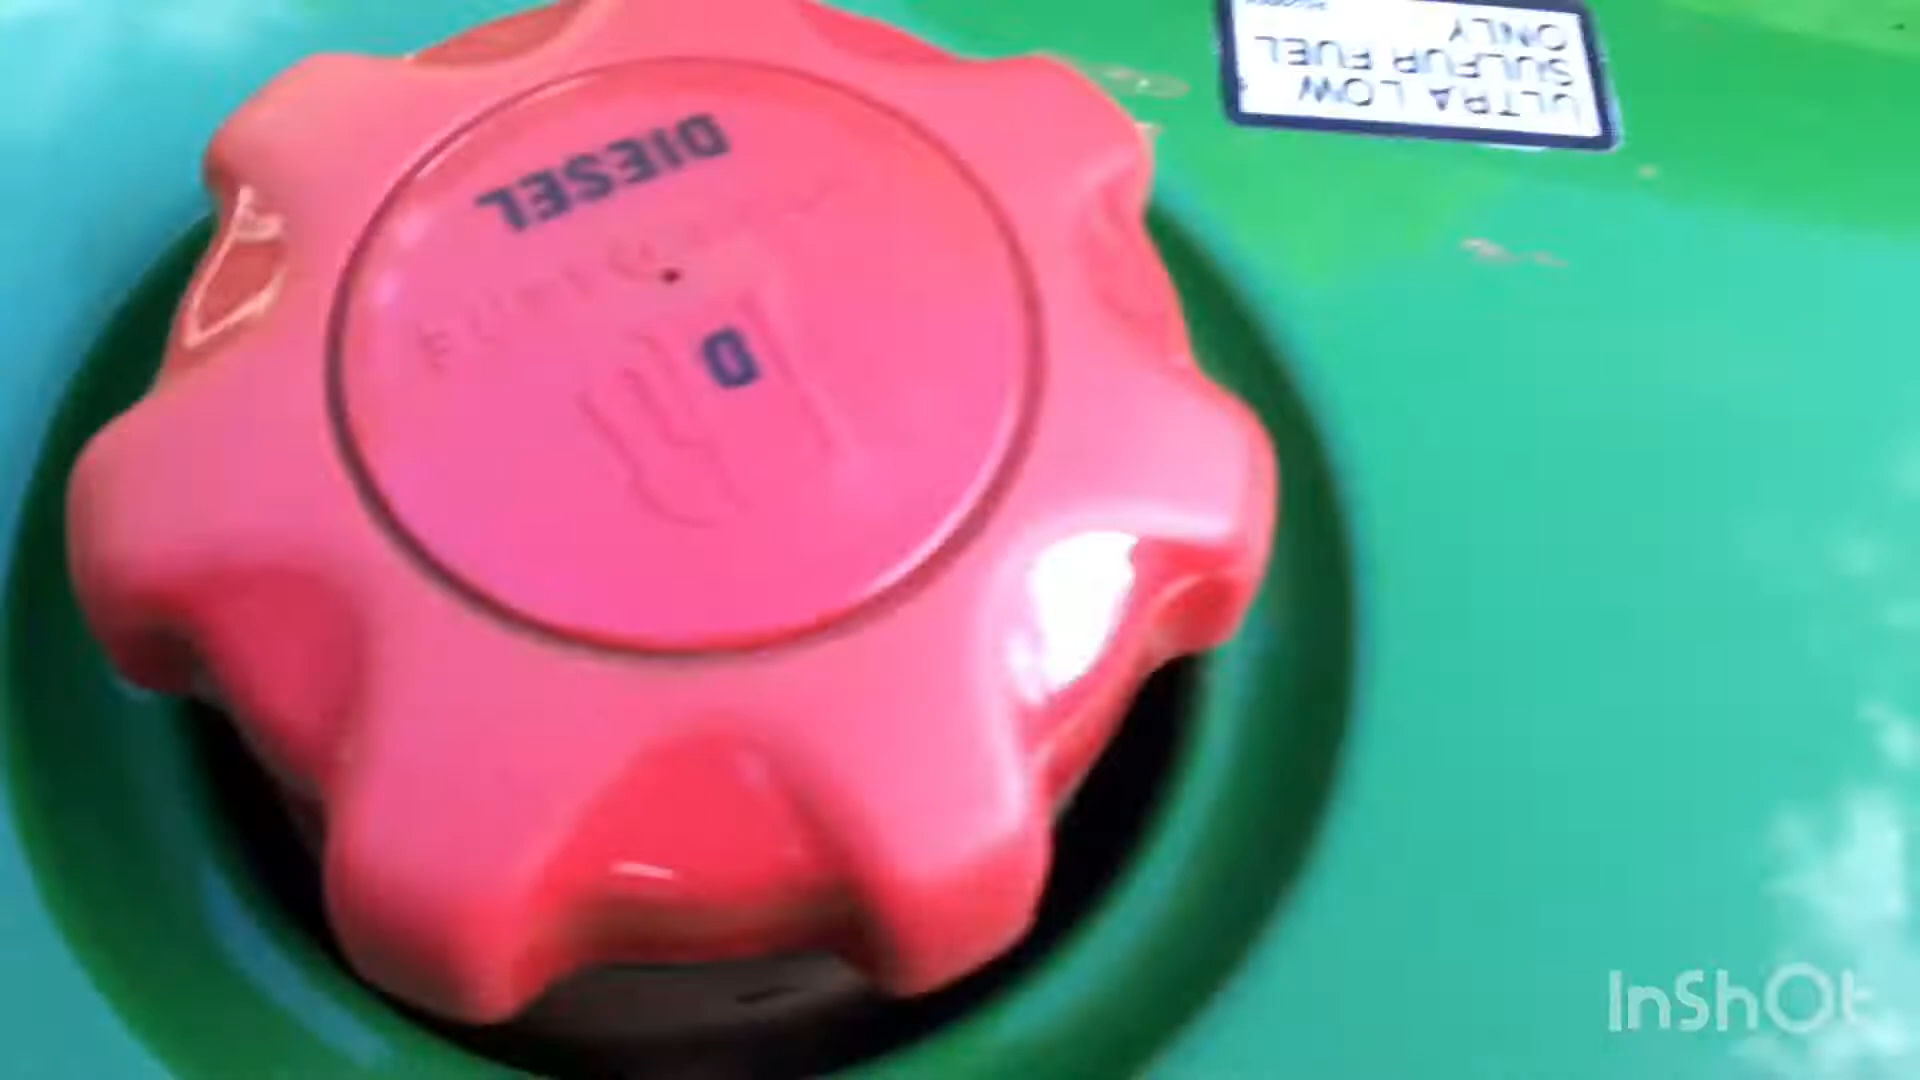 DIESEL
D
ULTRA LOW
SULFUR FUEL
ONLY
InShOt